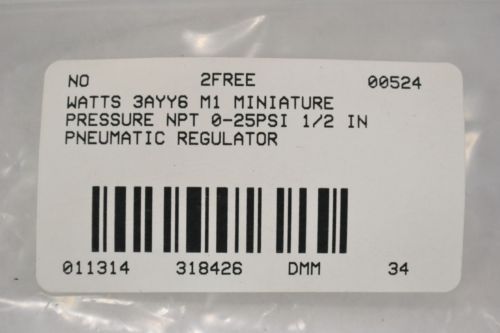 NO 2FREE 00524
WATTS 3AYY6 M1 MINIATURE
PRESSURE NPT 0-25PSI 1/2 IN
PNEUMATIC REGULATOR
011314 318426 DMM 34